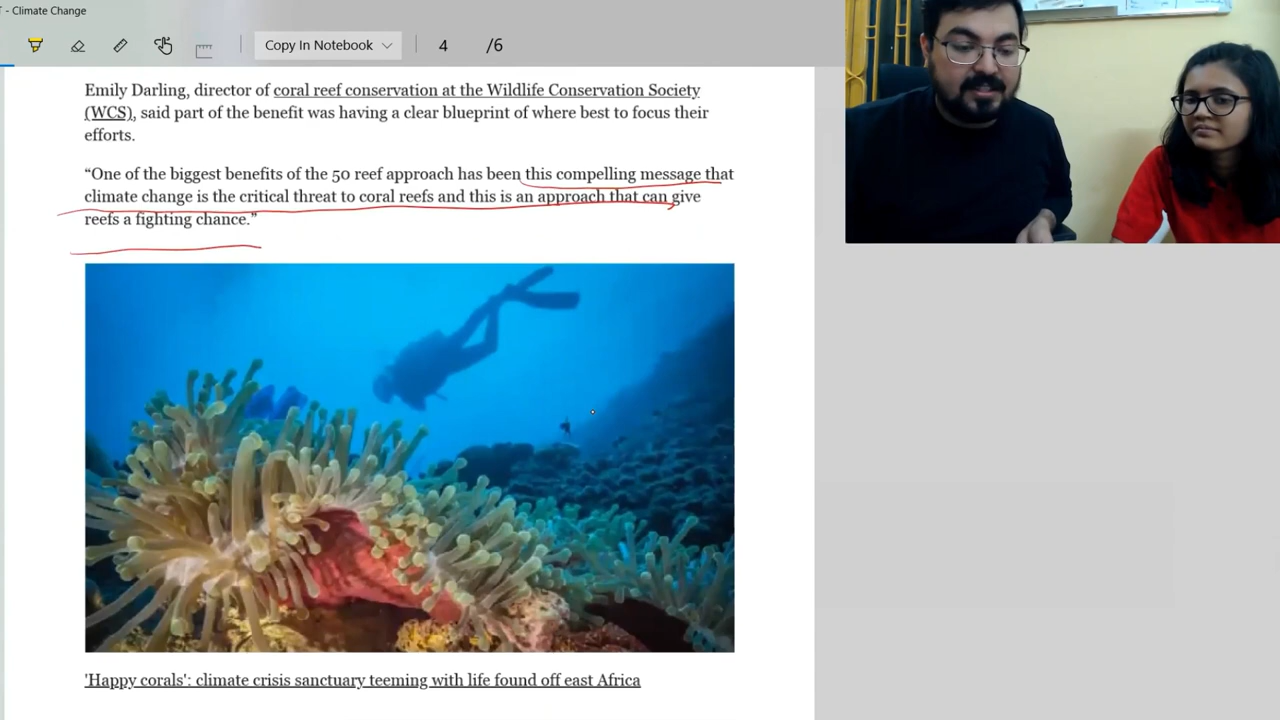 - Climate Change
Copy In Notebook
4
/6
Emily Darling, director of coral reef conservation at the Wildlife Conservation Society
(WCS), said part of the benefit was having a clear blueprint of where best to focus their
efforts.
“One of the biggest benefits of the 50 reef approach has been this compelling message that
climate change is the critical threat to coral reefs and this is an approach that can give
reefs a fighting chance.”
'Happy corals': climate crisis sanctuary teeming with life found off east Africa